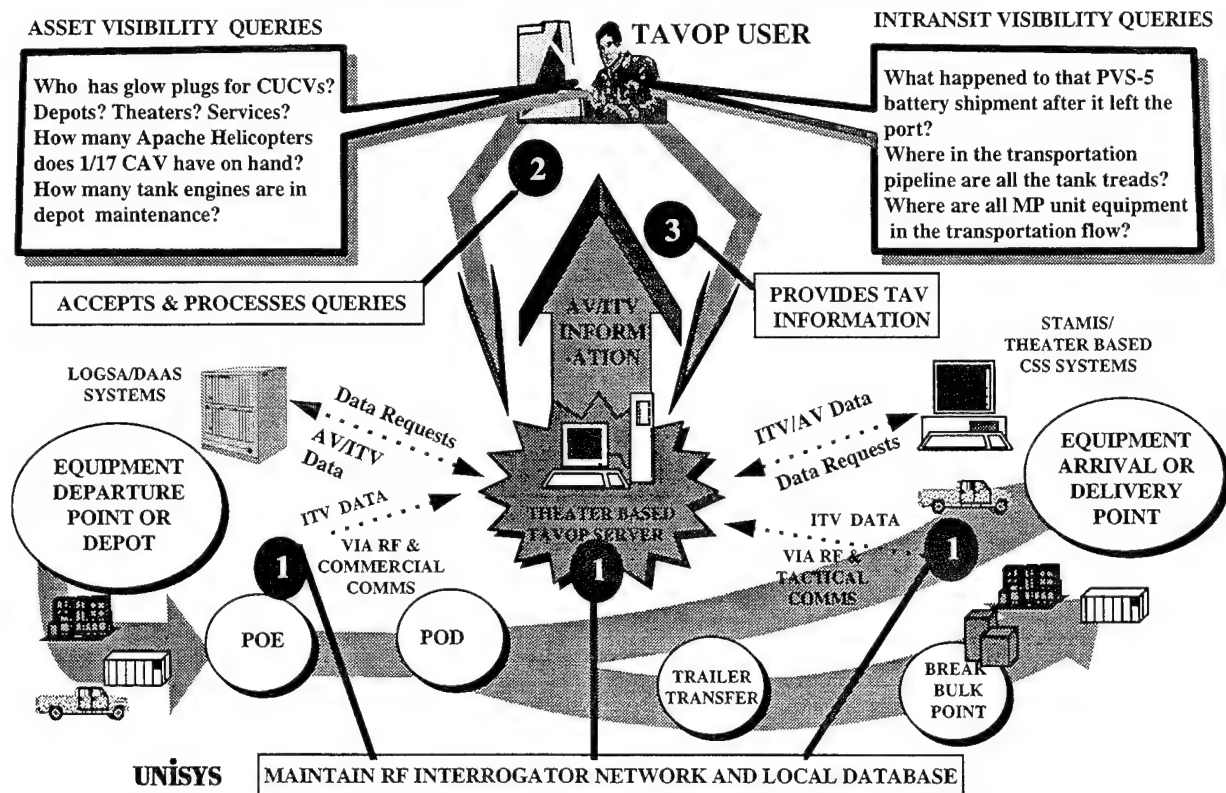 ASSET VISIBILITY QUERIES
Who has glow plugs for CUCVs?
Depots? Theaters? Services?
How many Apache Helicopters
does 1/17 CAV have on hand?
How many tank engines are in
depot maintenance?
TAVOP USER
INTRANSIT VISIBILITY QUERIES
What happened to that PVS-5
battery shipment after it left the
port?
Where in the transportation
pipeline are all the tank treads?
Where are all MP unit equipment
in the transportation flow?
2
3
ACCEPTS & PROCESSES QUERIES
PROVIDES TAV
INFORMATION
AV/ITV
INFORM
-ATION
LOGSA/DAAS
SYSTEMS
Data Requests
AV/ITV
Data
STAMIS/
THEATER BASED
CSS SYSTEMS
ITV/AV Data
Data Requests
EQUIPMENT
DEPARTURE
POINT OR
DEPOT
EQUIPMENT
ARRIVAL OR
DELIVERY
POINT
ITV DATA
VIA RF &
COMMERCIAL
COMMS
THEATER BASED
TAVOP SERVER
ITV DATA
VIA RF &
TACTICAL
COMMS
1
1
1
POE
POD
TRAILER
TRANSFER
BREAK
BULK
POINT
UNiSYS
MAINTAIN RF INTERROGATOR NETWORK AND LOCAL DATABASE